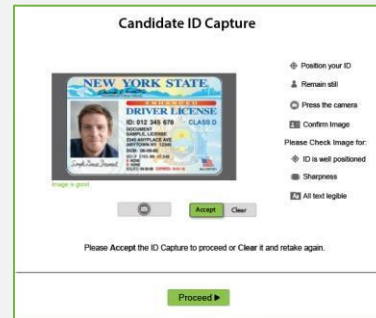 Candidate ID Capture
NEW YORK STATE
ENHANCED
DRIVER LICENSE
ID: 012 345 678 CLASS D
DOCUMENT
SAMPLE, LICENSE
2345 ANYPLACE AVE
ANYTOWN NY 12345
Image is good
Accept
Clear
Position your ID
Remain still
Press the camera
Confirm Image
Please Check Image for:
ID is well positioned
Sharpness
Aa All text legible
Please Accept the ID Capture to proceed or Clear it and retake again.
Proceed